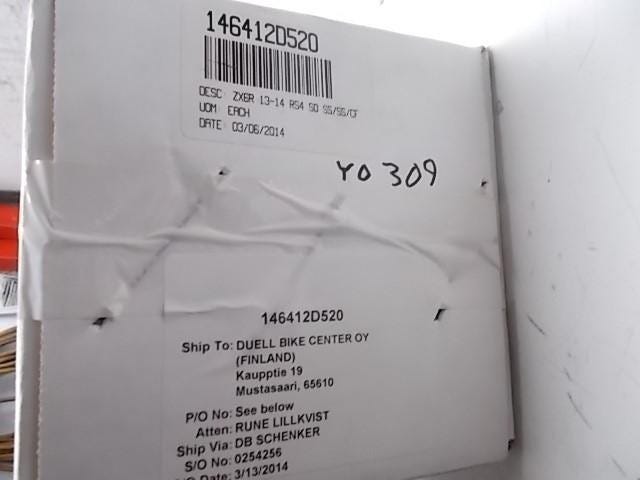 146412D520
DESC: ZX6R 13-14 RS4 SO SS/SS/CF
UOM: EACH
DATE: 03/06/2014
YO 309
146412D520
Ship To: DUELL BIKE CENTER OY
(FINLAND)
Kaupptie 19
Mustasaari, 65610
P/O No: See below
Atten: RUNE LILLKVIST
Ship Via: DB SCHENKER
S/O No: 0254256
S/O Date: 3/13/2014